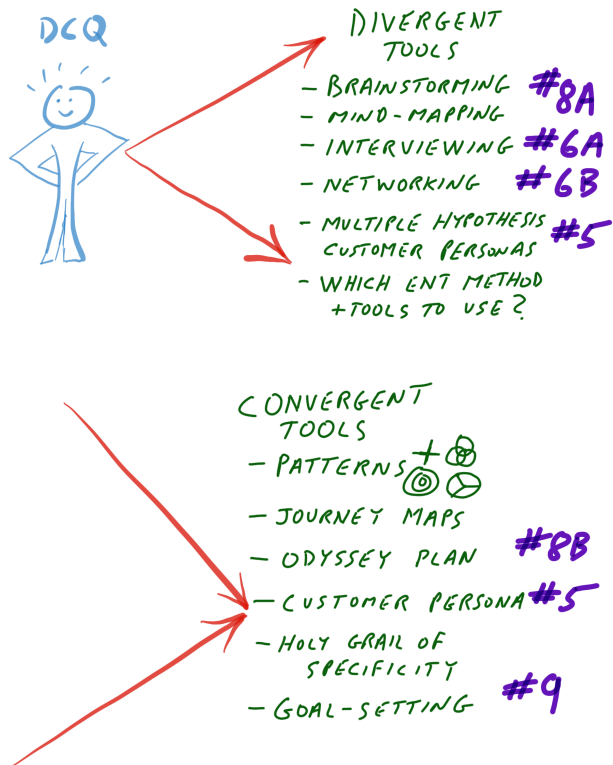 DCQ
DIVERGENT
TOOLS
- BRAINSTORMING #8A
- MIND-MAPPING
- INTERVIEWING #6A
- NETWORKING #6B
- MULTIPLE HYPOTHESIS #5
CUSTOMER PERSONAS
- WHICH ENT METHOD
+TOOLS TO USE?
CONVERGENT
TOOLS
- PATTERNS
- JOURNEY MAPS
- ODYSSEY PLAN #8B
- CUSTOMER PERSONA #5
- HOLY GRAIL OF
SPECIFICITY
- GOAL-SETTING #9